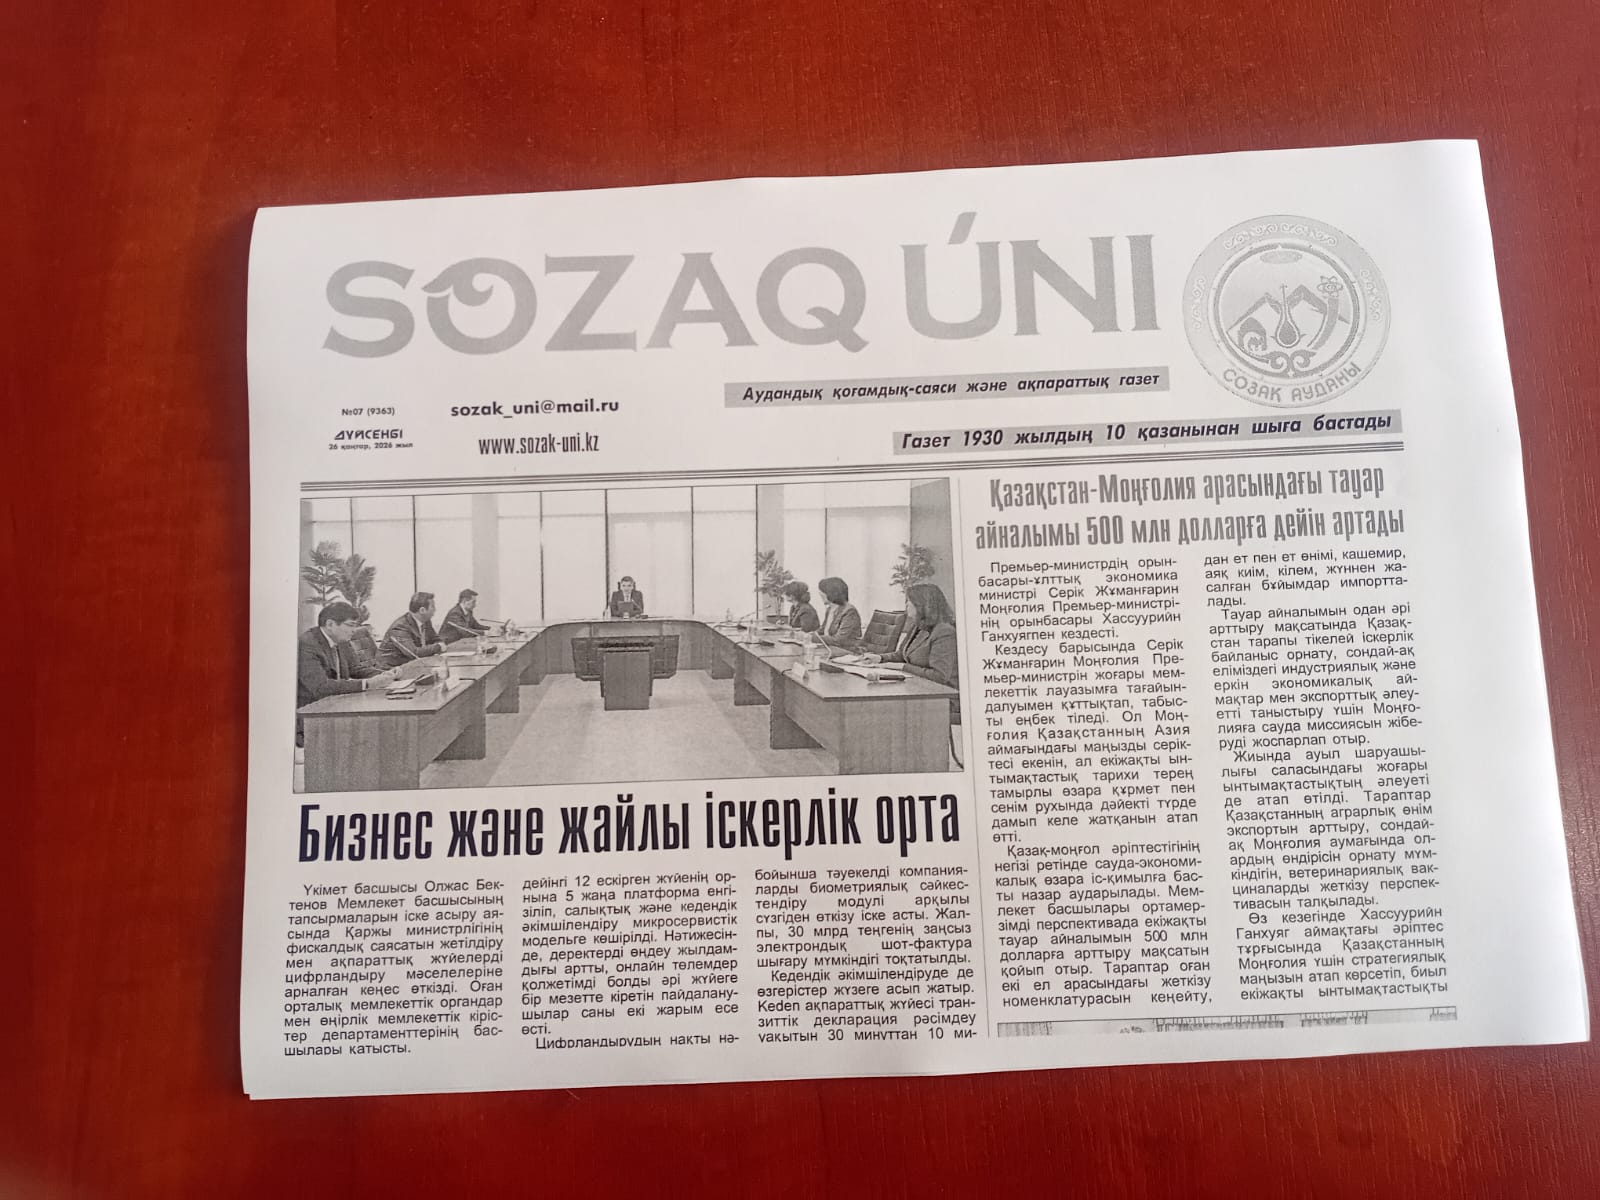 SOZAQ ÚNI
СОЗАҚ АУДАНЫ
Аудандық қоғамдық-саяси және ақпараттық газет
№07 (9363)
ДҮЙСЕНБІ
26 қаңтар, 2026 жыл
sozak_uni@mail.ru
www.sozak-uni.kz
Газет 1930 жылдың 10 қазанынан шыға бастады
Бизнес және жайлы іскерлік орта
Үкімет басшысы Олжас Бек-
тенов Мемлекет басшысының
тапсырмаларын іске асыру ая-
сында Қаржы министрлігінің
фискалдық саясатын жетілдіру
мен ақпараттық жүйелерді
цифрландыру мәселелеріне
арналған кеңес өткізді. Оған
орталық мемлекеттік органдар
мен өңірлік мемлекеттік кіріс-
тер департаменттерінің бас-
шылары қатысты.
дейінгі 12 ескірген жүйенің ор-
нына 5 жаңа платформа енгі-
зіліп, салықтық және кедендік
әкімшілендіру микросервистік
модельге көшірілді. Нәтижесін-
де, деректерді өңдеу жылдам-
дығы артты, онлайн төлемдер
қолжетімді болды әрі жүйеге
бір мезетте кіретін пайдалану-
шылар саны екі жарым есе
өсті.
Цифрландырудың нақты нә-
бойынша тәуекелді компания-
ларды биометриялық сәйкес-
тендіру модулі арқылы
сүзгіден өткізу іске асты. Жал-
пы, 30 млрд теңгенің заңсыз
электрондық шот-фактура
шығару мүмкіндігі тоқтатылды.
Кедендік әкімшілендіруде де
өзгерістер жүзеге асып жатыр.
Keden ақпараттық жүйесі тран-
зиттік декларация рәсімдеу
уақытын 30 минуттан 10 ми-
Қазақстан-Моңғолия арасындағы тауар
айналымы 500 млн долларға дейін артады
Премьер-министрдің орын-
басары-ұлттық экономика
министрі Серік Жұманғарин
Моңғолия Премьер-министрі-
нің орынбасары Хассуурийн
Ганхуягпен кездесті.
Кездесу барысында Серік
Жұманғарин Моңғолия Пре-
мьер-министрін жоғары мем-
лекеттік лауазымға тағайын-
далуымен құттықтап, табыс-
ты еңбек тіледі. Ол Моң-
ғолия Қазақстанның Азия
аймағындағы маңызды серік-
тесі екенін, ал екіжақты ын-
тымақтастық тарихи терең
тамырлы өзара құрмет пен
сенім рухында дәйекті түрде
дамып келе жатқанын атап
өтті.
Қазақ-моңғол әріптестігінің
негізі ретінде сауда-экономи-
калық өзара іс-қимылға бас-
ты назар аударылады. Мем-
лекет басшылары ортамер-
зімді перспективада екіжақты
тауар айналымын 500 млн
долларға арттыру мақсатын
қойып отыр. Тараптар оған
екі ел арасындағы жеткізу
номенклатурасын кеңейту,
дан ет пен ет өнімі, кашемир,
аяқ киім, кілем, жүннен жа-
салған бұйымдар импортта-
лады.
Тауар айналымын одан әрі
арттыру мақсатында Қазақ-
стан тарапы тікелей іскерлік
байланыс орнату, сондай-ақ
еліміздегі индустриялық және
еркін экономикалық ай-
мақтар мен экспорттық әлеу-
етті таныстыру үшін Моңғо-
лияға сауда миссиясын жібе-
руді жоспарлап отыр.
Жиында ауыл шаруашы-
лығы саласындағы жоғары
ынтымақтастықтың әлеуеті
де атап өтілді. Тараптар
Қазақстанның аграрлық өнім
экспортын арттыру, сондай-
ақ Моңғолия аумағында ол-
ардың өндірісін орнату мүм-
кіндігін, ветеринариялық вак-
циналарды жеткізу перспек-
тивасын талқылады.
Өз кезегінде Хассуурийн
Ганхуяг аймақтағы әріптес
тұрғысында Қазақстанның
Моңғолия үшін стратегиялық
маңызын атап көрсетіп, биыл
екіжақты ынтымақтастықты